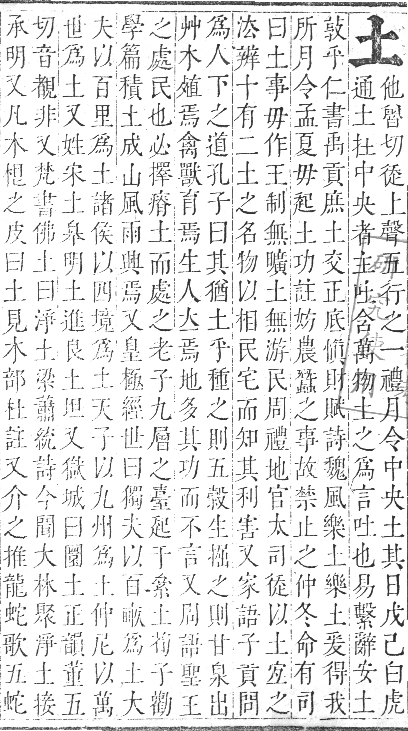 土
他魯切徒上聲五行之一禮月令中央土其日戊己白虎
通土在中央者主吐含萬物土之爲言吐也易繫辭安土
敦乎仁書禹貢庶土交正底愼財賦詩魏風樂土樂土爰得我
所月令孟夏毋起土功註妨農蠶之事故禁止之仲冬命有司
曰土事毋作王制無曠土無游民周禮地官大司徒以土宜之
法辨十有二土之名物以相民宅而知其利害又家語子貢問
爲人下之道孔子曰其猶土乎種之則五穀生掘之則甘泉出
艸木殖焉禽獸育焉生人立焉死人入焉地多其功而不言又周語聖王
之處民也必擇瘠土而處之老子九層之臺起于絫土荀子勸
學篇積土成山風雨興焉又皇極經世曰獨夫以百畝爲土大
夫以百里爲土諸侯以四境爲土天子以九州爲土仲尼以萬
世爲土又姓宋土皋明土進良土坦又獄城曰圜土正韻董五
切音覩非又梵書佛土曰淨土梁蕭統詩今聞大林聚淨土接
承明又凡木根之皮曰土見木部杜註又介之推龍蛇歌五蛇